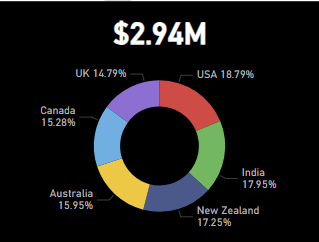 $2.94M
UK 14.79%
USA 18.79%
Canada
15.28%
India
17.95%
Australia
15.95%
New Zealand
17.25%